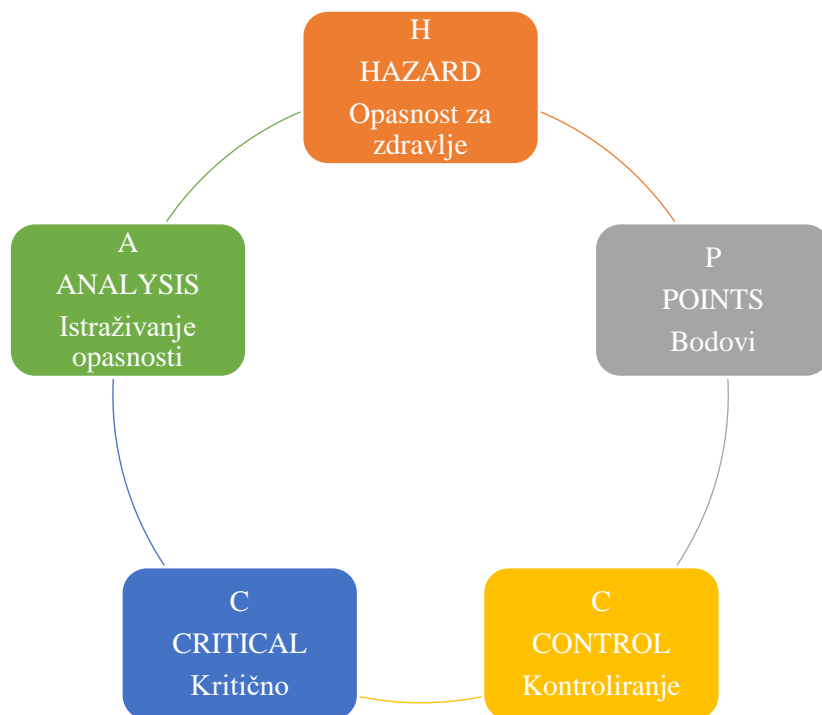 H
HAZARD
Opasnost za
zdravlje
A
ANALYSIS
Istraživanje
opasnosti
P
POINTS
Bodovi
C
CRITICAL
Kritično
C
CONTROL
Kontroliranje